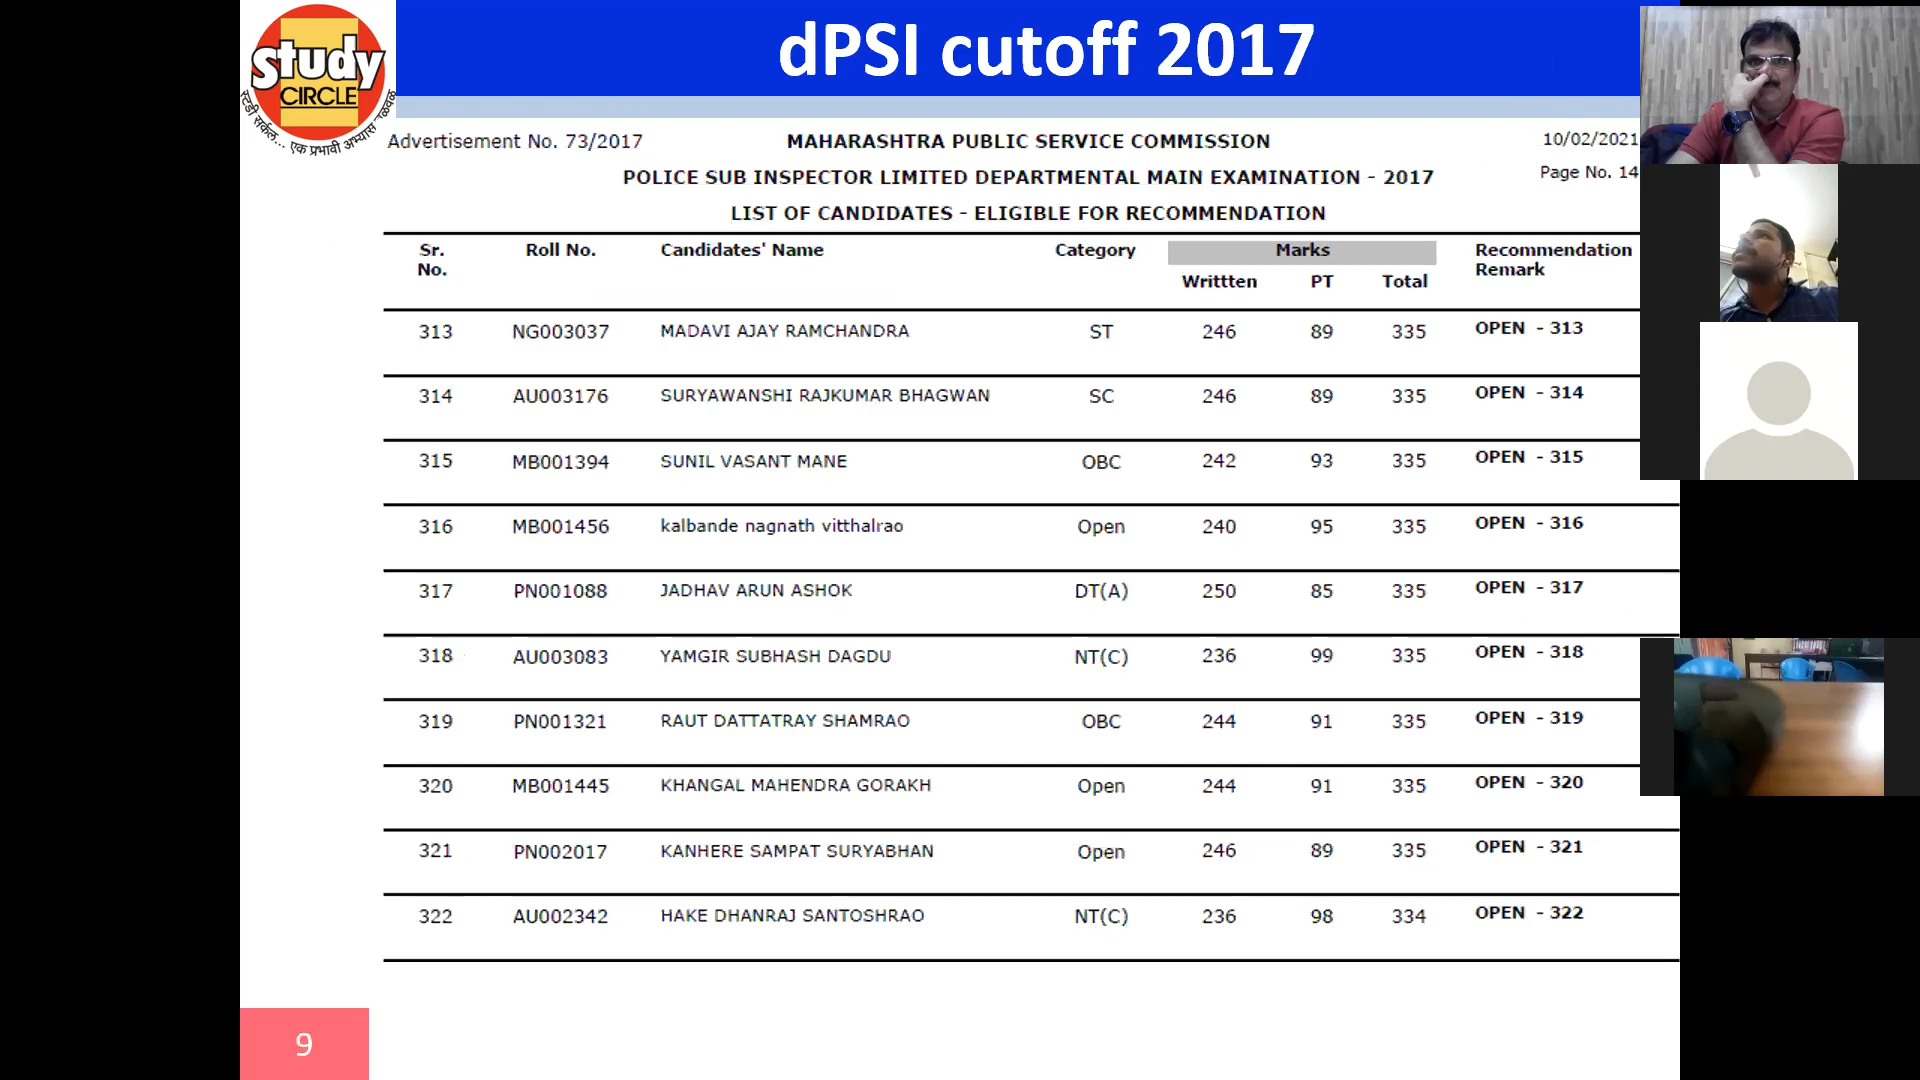 study
CIRCLE
स्टडी सर्कल... एक प्रभावी अभ्यास चळवळ
dPSI cutoff 2017
Advertisement No. 73/2017 MAHARASHTRA PUBLIC SERVICE COMMISSION 10/02/2021
POLICE SUB INSPECTOR LIMITED DEPARTMENTAL MAIN EXAMINATION - 2017 Page No. 14
LIST OF CANDIDATES - ELIGIBLE FOR RECOMMENDATION
Sr. No. Roll No. Candidates' Name Category Marks Recommendation Remark
Writtten PT Total
313 NG003037 MADAVI AJAY RAMCHANDRA ST 246 89 335 OPEN - 313
314 AU003176 SURYAWANSHI RAJKUMAR BHAGWAN SC 246 89 335 OPEN - 314
315 MB001394 SUNIL VASANT MANE OBC 242 93 335 OPEN - 315
316 MB001456 kalbande nagnath vitthalrao Open 240 95 335 OPEN - 316
317 PN001088 JADHAV ARUN ASHOK DT(A) 250 85 335 OPEN - 317
318 AU003083 YAMGIR SUBHASH DAGDU NT(C) 236 99 335 OPEN - 318
319 PN001321 RAUT DATTATRAY SHAMRAO OBC 244 91 335 OPEN - 319
320 MB001445 KHANGAL MAHENDRA GORAKH Open 244 91 335 OPEN - 320
321 PN002017 KANHERE SAMPAT SURYABHAN Open 246 89 335 OPEN - 321
322 AU002342 HAKE DHANRAJ SANTOSHRAO NT(C) 236 98 334 OPEN - 322
9